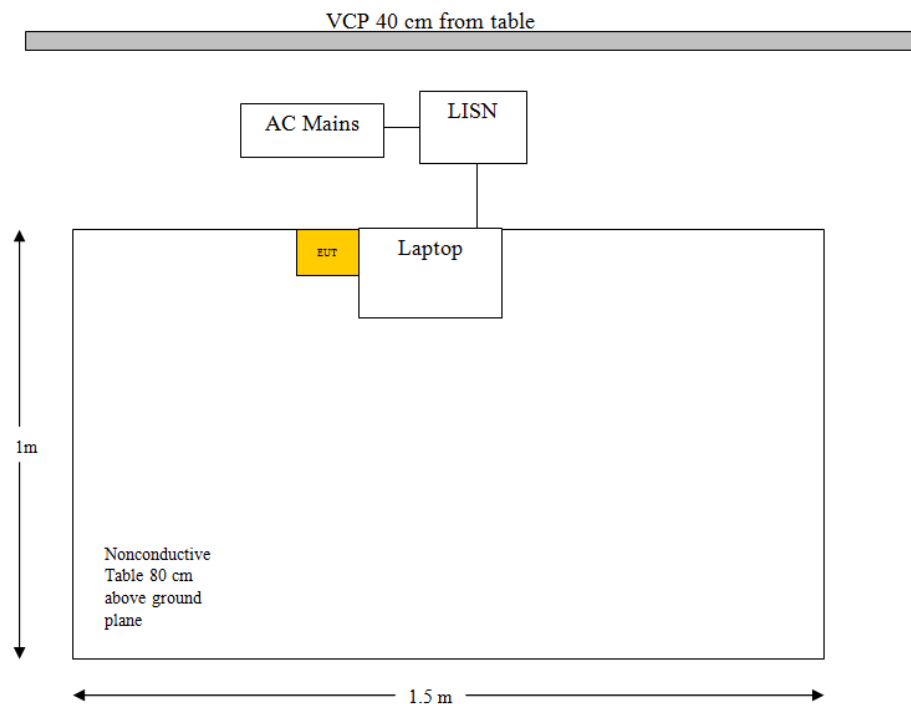 VCP 40 cm from table
AC Mains
LISN
EUT
Laptop
1m
Nonconductive
Table 80 cm
above ground
plane
1.5 m